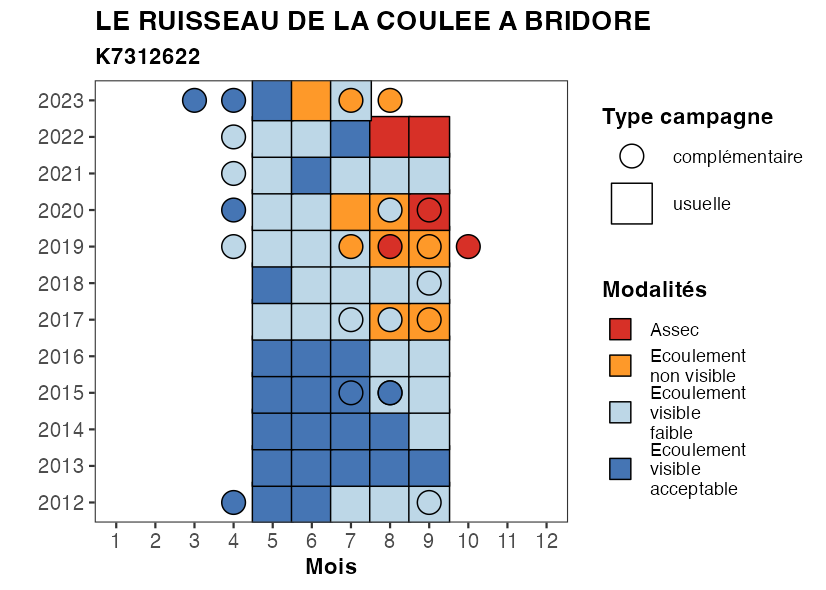 LE RUISSEAU DE LA COULEE A BRIDORE
K7312622
2023
2022
2021
2020
2019
2018
2017
2016
2015
2014
2013
2012
1 2 3 4 5 6 7 8 9 10 11 12
Mois
Type campagne
complémentaire
usuelle
Modalités
Assec
Ecoulement
non visible
Ecoulement
visible
faible
Ecoulement
visible
acceptable